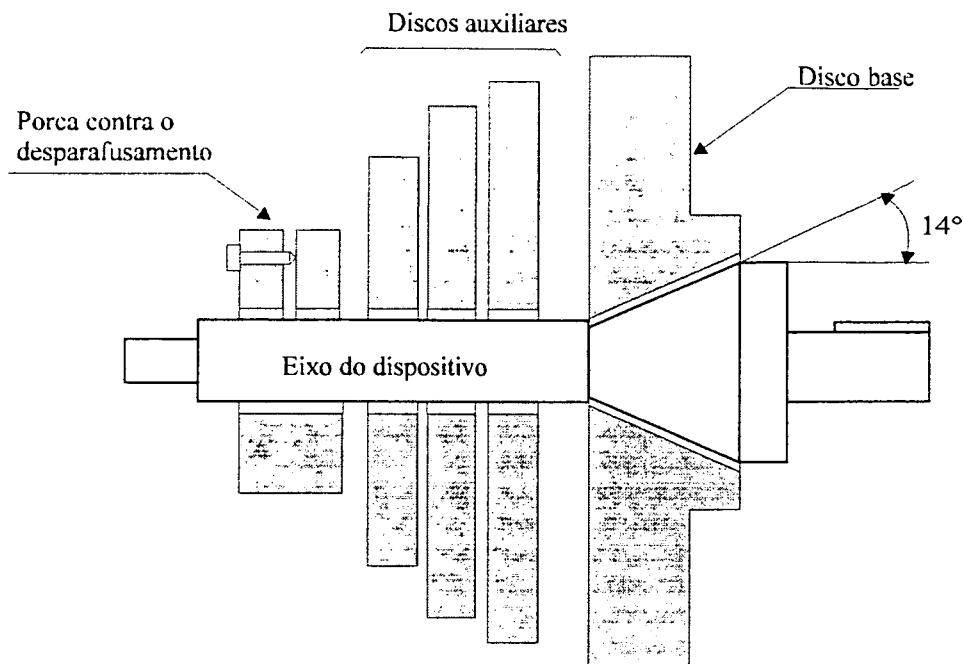 Discos auxiliares
Disco base
Porca contra o
desparafusamento
14°
Eixo do dispositivo